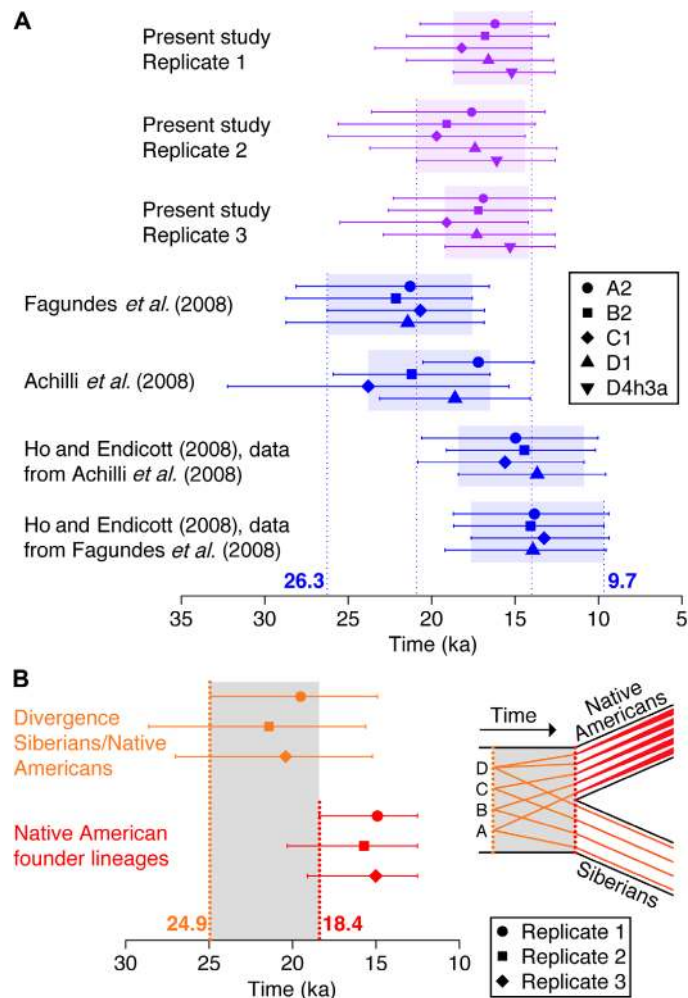 A
Present study
Replicate 1
Present study
Replicate 2
Present study
Replicate 3
Fagundes et al. (2008)
Achilli et al. (2008)
Ho and Endicott (2008), data
from Achilli et al. (2008)
Ho and Endicott (2008), data
from Fagundes et al. (2008)
A2
B2
C1
D1
D4h3a
26.3
9.7
35 30 25 20 15 10 5
Time (ka)
B
Divergence
Siberians/Native
Americans
Native American
founder lineages
24.9
18.4
30 25 20 15 10
Time (ka)
Time
Native
Americans
D
C
B
A
Siberians
Replicate 1
Replicate 2
Replicate 3